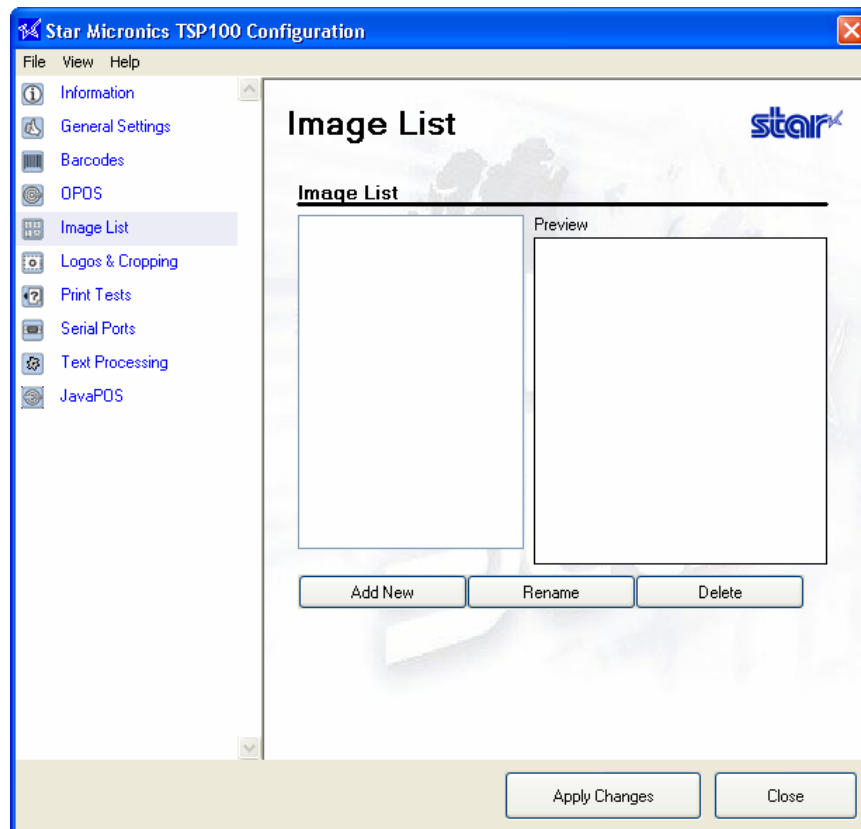 Star Micronics TSP100 Configuration
File View Help
Information
General Settings
Barcodes
OPOS
Image List
Logos & Cropping
Print Tests
Serial Ports
Text Processing
JavaPOS
Image List
star
Image List
Preview
Add New Rename Delete
Apply Changes Close